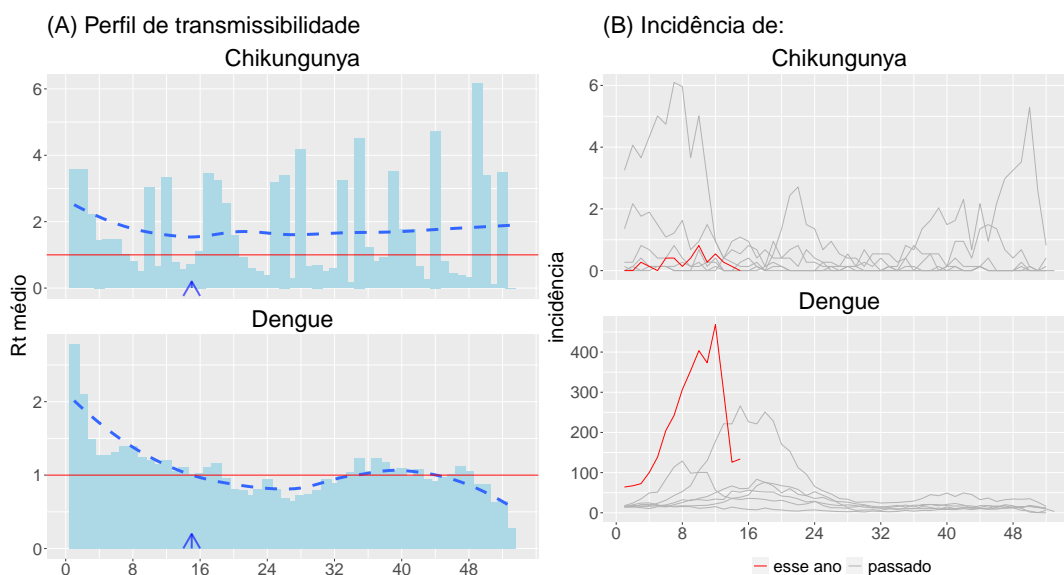 (A) Perfil de transmissibilidade
Chikungunya
6
4
2
0
Dengue
2
1
0
0 8 16 24 32 40 48
Rt médio
(B) Incidência de:
Chikungunya
6
4
2
0
Dengue
400
300
200
100
0
0 8 16 24 32 40 48
incidência
esse ano passado